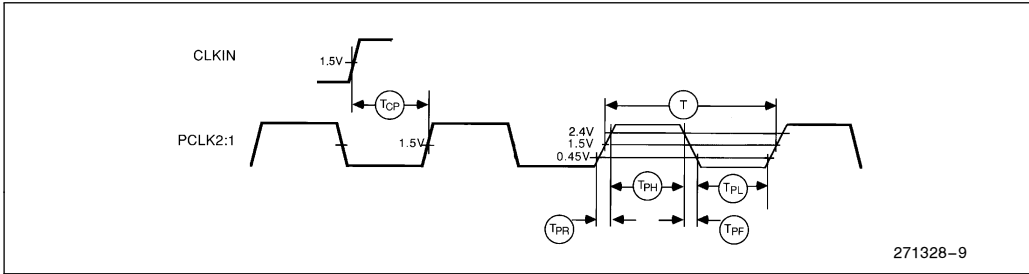 CLKIN
1.5V
TCP
T
PCLK2:1
1.5V
2.4V
1.5V
0.45V
TPH
TPL
TPR
TPF
271328–9